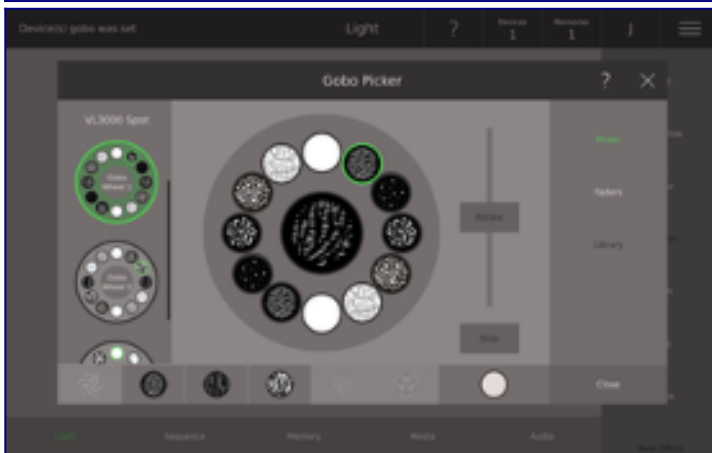 Device(s) gobo was set
Light
?
Devices
1
Memories
1
J
Gobo Picker
?
VL3000 Spot
Gobo
Wheel 1
Gobo
Wheel
Rotate
Stop
Picker
Faders
Library
Close
Light
Sequence
Memory
Media
Audio